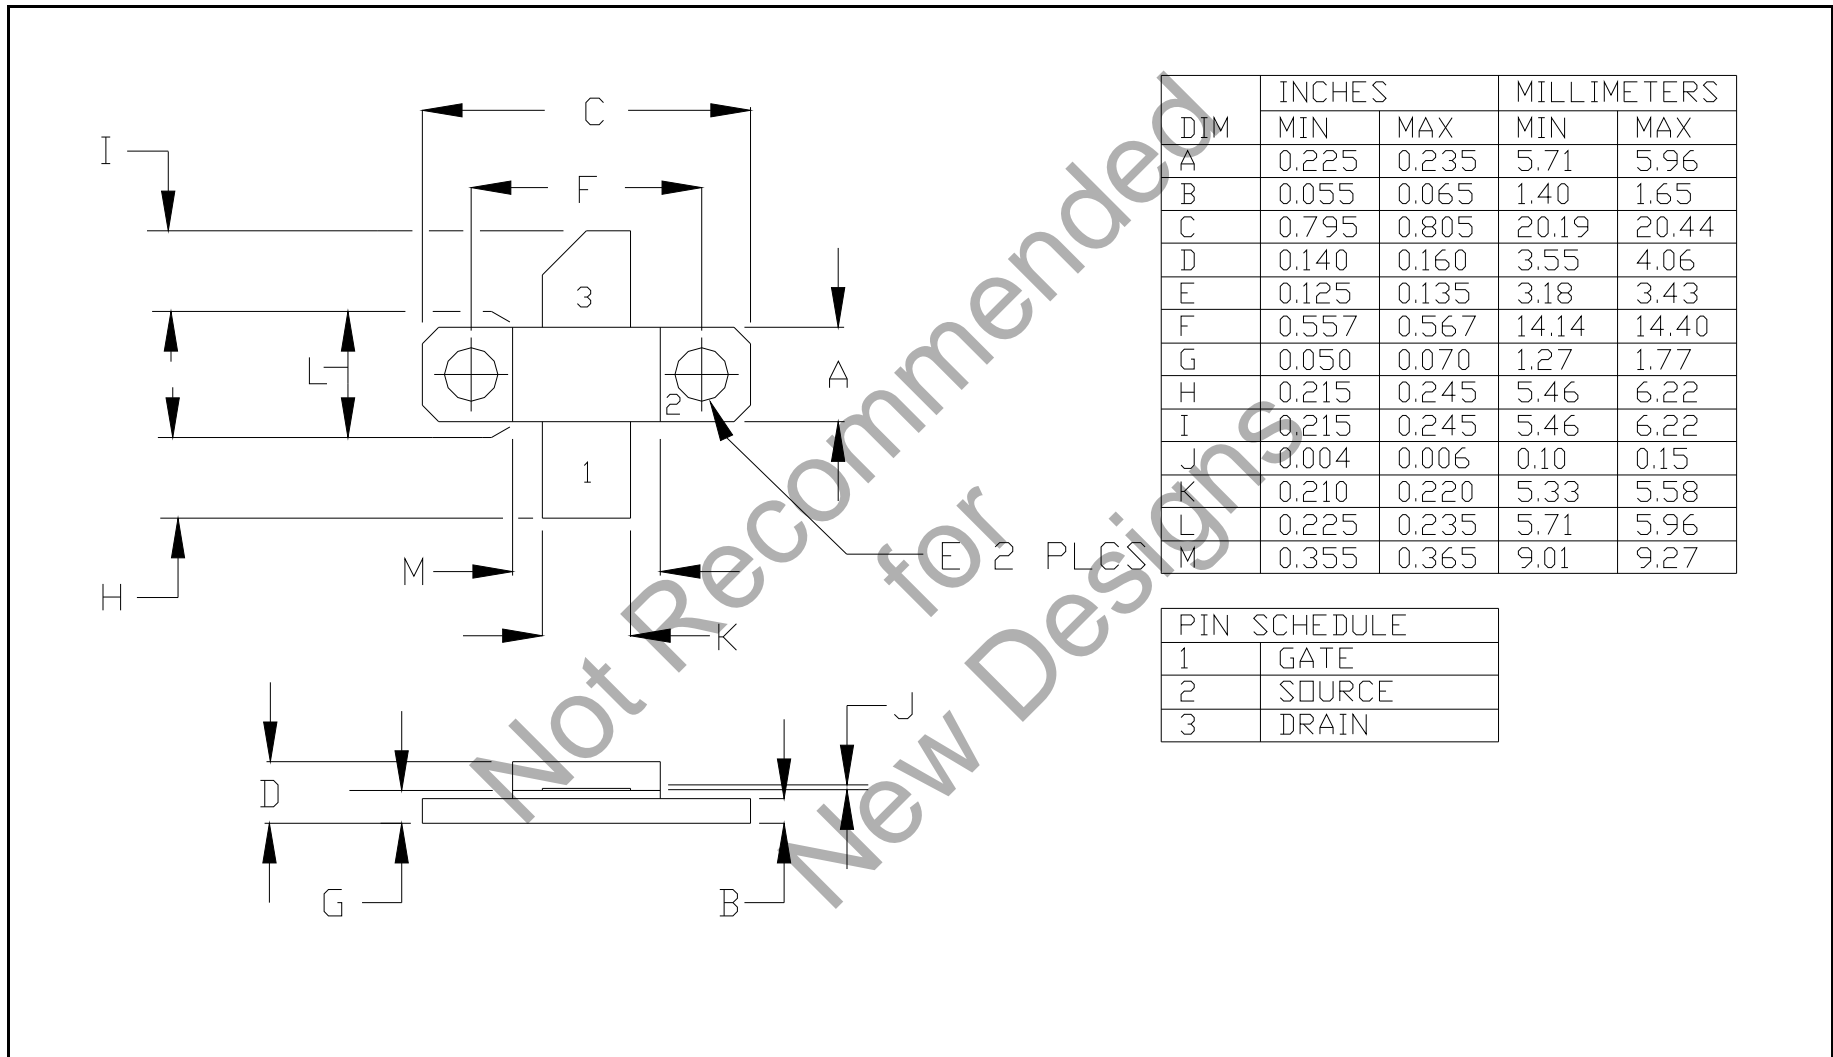 C
I
F
3
L
A
2
1
E 2 PLCS
M
H
K
J
D
G
B
INCHES MILLIMETERS
DIM MIN MAX MIN MAX
A 0.225 0.235 5.71 5.96
B 0.055 0.065 1.40 1.65
C 0.795 0.805 20.19 20.44
D 0.140 0.160 3.55 4.06
E 0.125 0.135 3.18 3.43
F 0.557 0.567 14.14 14.40
G 0.050 0.070 1.27 1.77
H 0.215 0.245 5.46 6.22
I 0.215 0.245 5.46 6.22
J 0.004 0.006 0.10 0.15
K 0.210 0.220 5.33 5.58
L 0.225 0.235 5.71 5.96
M 0.355 0.365 9.01 9.27
PIN SCHEDULE
1 GATE
2 SOURCE
3 DRAIN
Not Recommended
for
New Designs